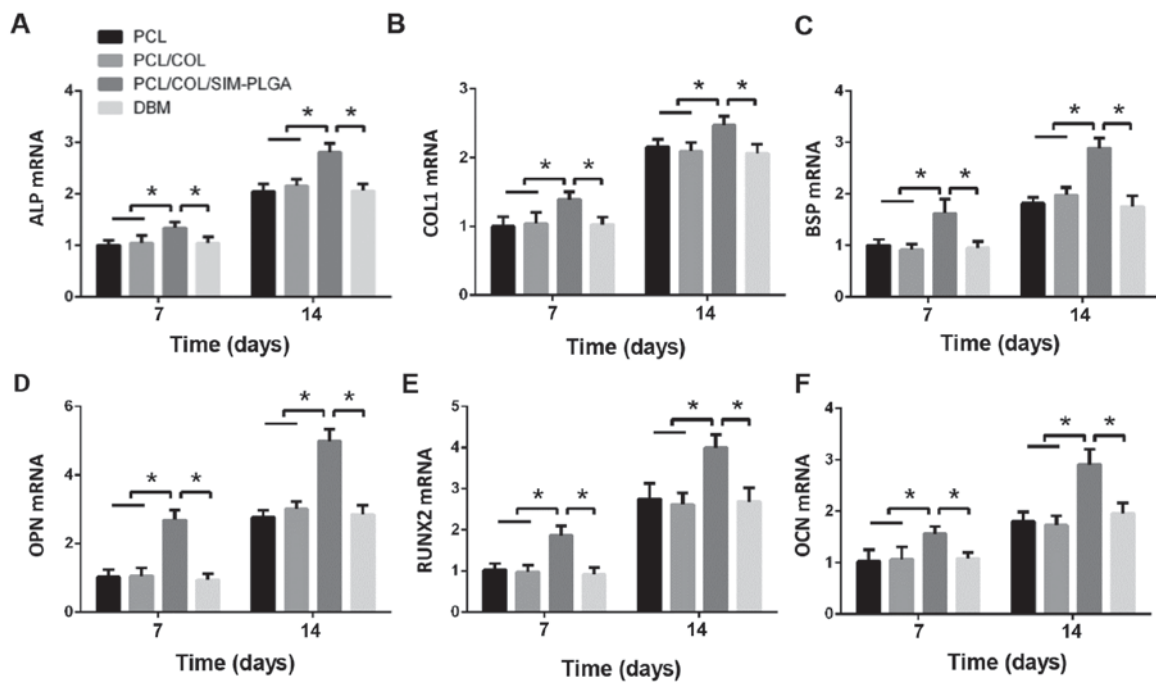 A
PCL
PCL/COL
PCL/COL/SIM-PLGA
DBM
ALP mRNA
4
3
2
1
0
* * * *
7 14
Time (days)
B
COL1 mRNA
3
2
1
0
* * * *
7 14
Time (days)
C
BSP mRNA
4
3
2
1
0
* * * *
7 14
Time (days)
D
OPN mRNA
6
4
2
0
* * * *
7 14
Time (days)
E
RUNX2 mRNA
5
4
3
2
1
0
* * * *
7 14
Time (days)
F
OCN mRNA
4
3
2
1
0
* * * *
7 14
Time (days)